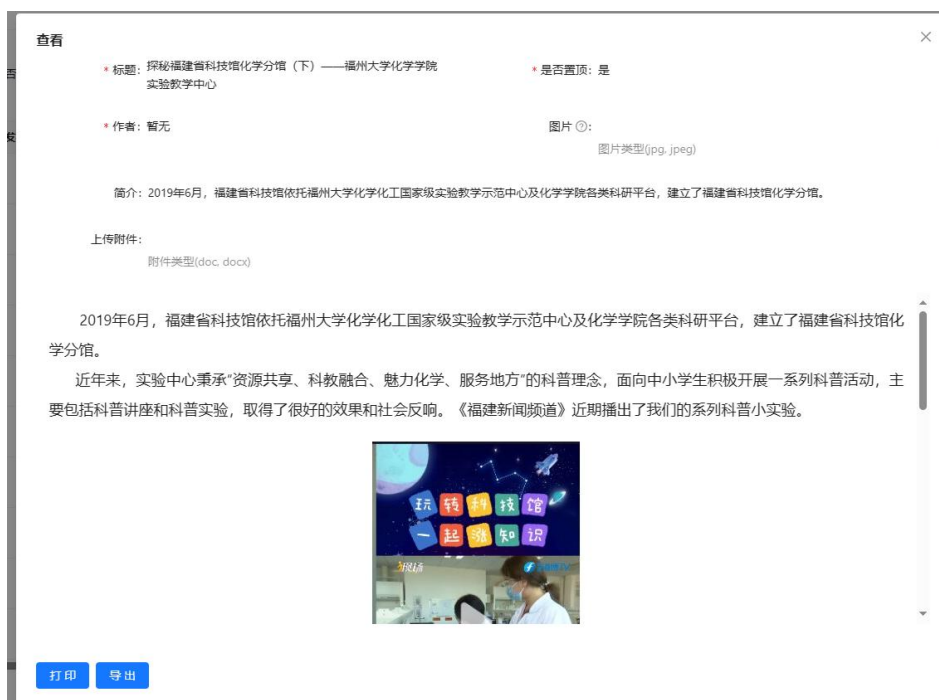 查看
* 标题: 探秘福建省科技馆化学分馆（下）——福州大学化学学院
实验教学中心
* 是否置顶: 是
* 作者: 暂无
图片 ?:
图片类型(jpg, jpeg)
简介: 2019年6月，福建省科技馆依托福州大学化学化工国家级实验教学示范中心及化学学院各类科研平台，建立了福建省科技馆化学分馆。
上传附件:
附件类型(doc, docx)
2019年6月，福建省科技馆依托福州大学化学化工国家级实验教学示范中心及化学学院各类科研平台，建立了福建省科技馆化
学分馆。
近年来，实验中心秉承“资源共享、科教融合、魅力化学、服务地方”的科普理念，面向中小学生积极开展一系列科普活动，主
要包括科普讲座和科普实验，取得了很好的效果和社会反响。《福建新闻频道》近期播出了我们的系列科普小实验。
玩转科技馆
一起涨知识
打印
导出